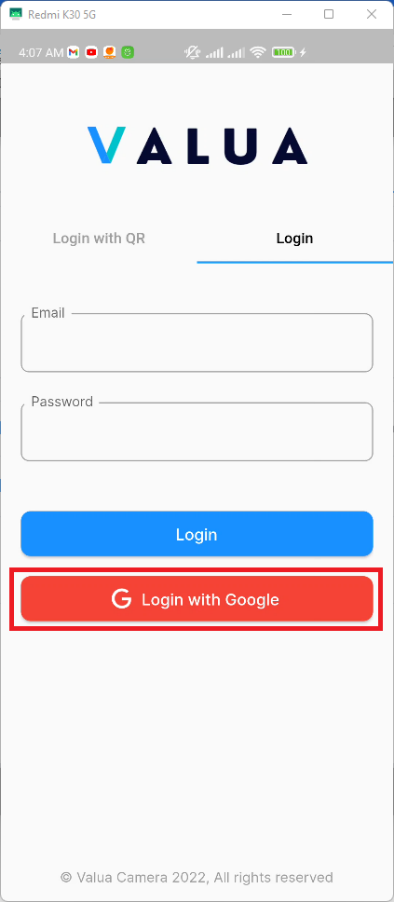 Redmi K30 5G
4:07 AM 100
VALUA
Login with QR Login
Email
Password
Login
G Login with Google
© Valua Camera 2022, All rights reserved